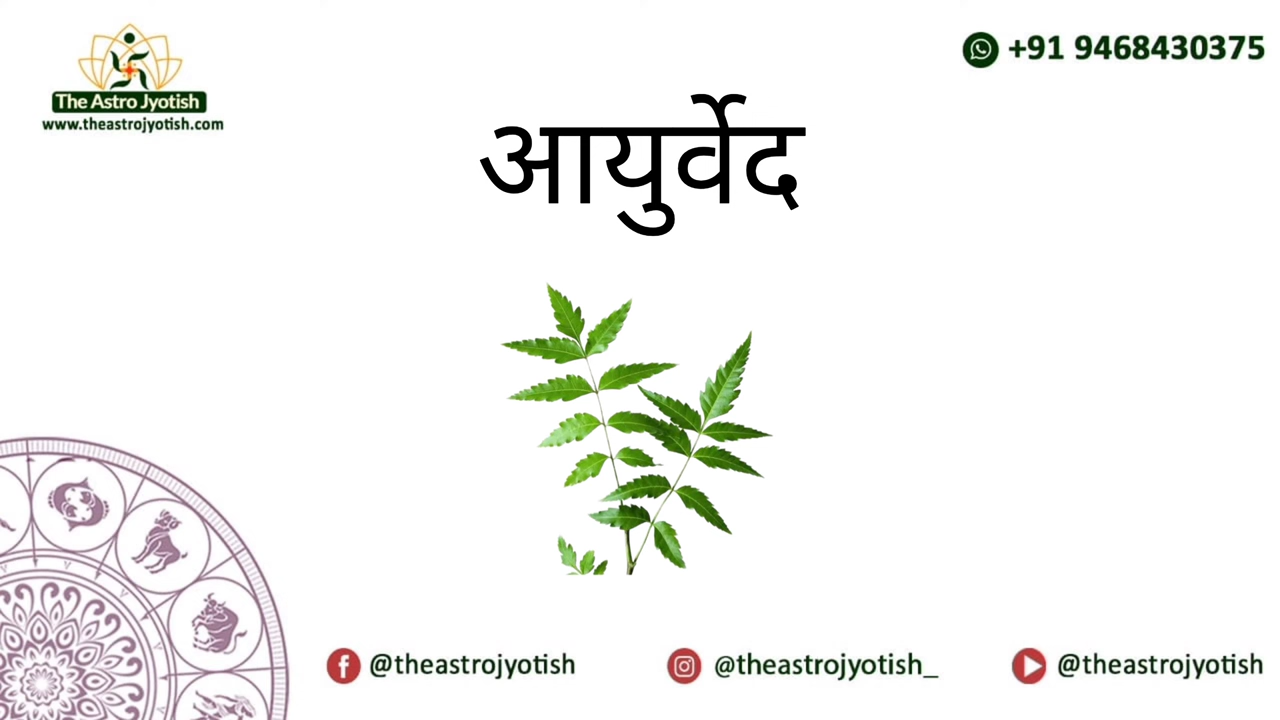 The Astro Jyotish
www.theastrojyotish.com
+91 9468430375
आयुर्वेद
@theastrojyotish
@theastrojyotish_
@theastrojyotish